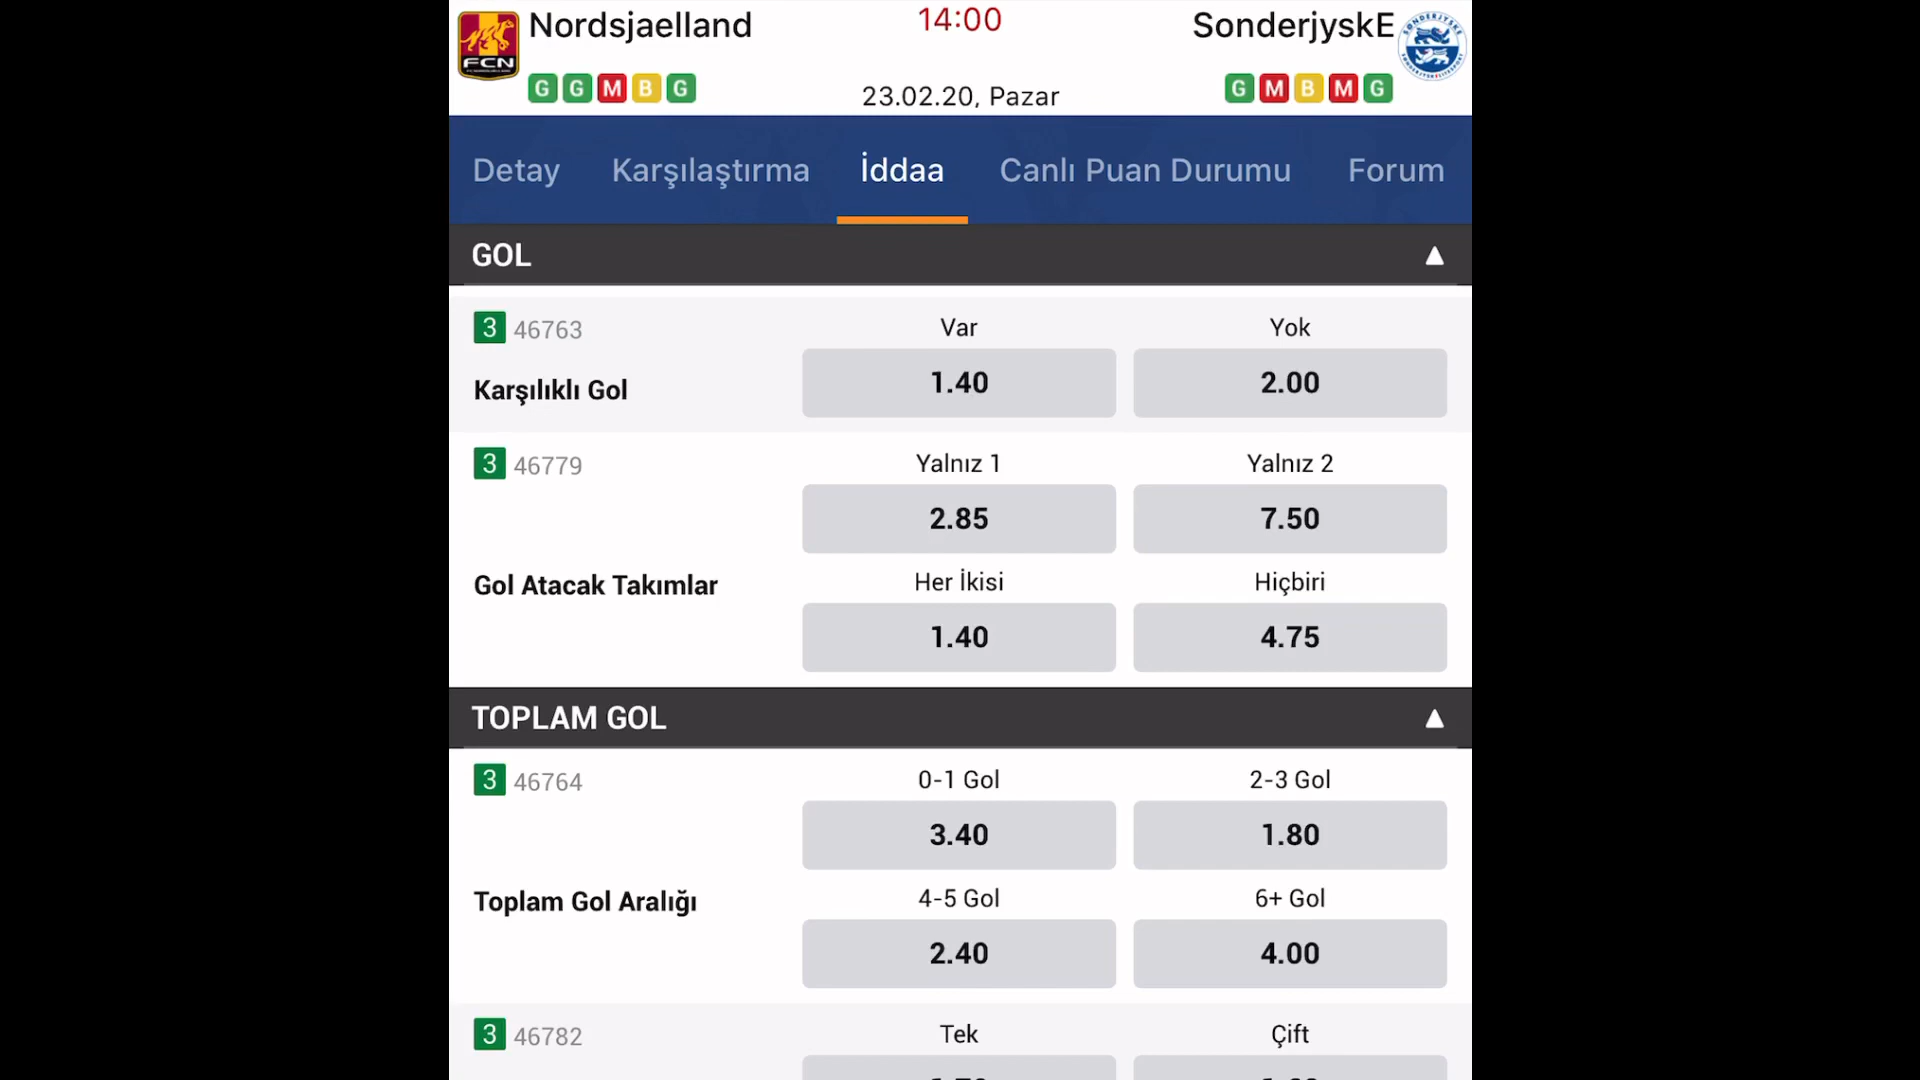 Nordsjaelland
14:00
SonderjyskE
FCN
G G M B G
23.02.20, Pazar
G M B M G
Detay Karşılaştırma İddaa Canlı Puan Durumu Forum
GOL
3 46763
Var Yok
Karşılıklı Gol
1.40 2.00
3 46779
Yalnız 1 Yalnız 2
2.85 7.50
Gol Atacak Takımlar
Her İkisi Hiçbiri
1.40 4.75
TOPLAM GOL
3 46764
0-1 Gol 2-3 Gol
3.40 1.80
Toplam Gol Aralığı
4-5 Gol 6+ Gol
2.40 4.00
3 46782
Tek Çift